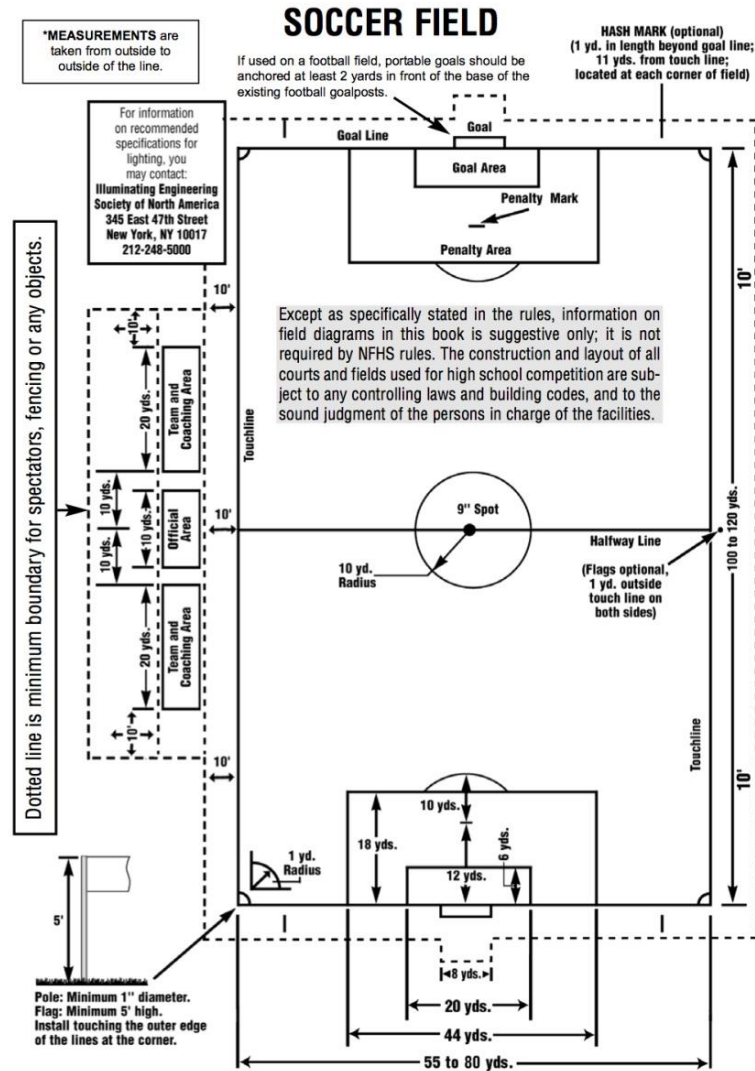 SOCCER FIELD
*MEASUREMENTS are
taken from outside to
outside of the line.
If used on a football field, portable goals should be
anchored at least 2 yards in front of the base of the
existing football goalposts.
HASH MARK (optional)
(1 yd. in length beyond goal line;
11 yds. from touch line;
located at each corner of field)
For information
on recommended
specifications for
lighting, you
may contact:
Illuminating Engineering
Society of North America
345 East 47th Street
New York, NY 10017
212-248-5000
Goal Line
Goal
Goal Area
Penalty Mark
Penalty Area
Dotted line is minimum boundary for spectators, fencing or any objects.
10'
10'
Except as specifically stated in the rules, information on
field diagrams in this book is suggestive only; it is not
required by NFHS rules. The construction and layout of all
courts and fields used for high school competition are sub-
ject to any controlling laws and building codes, and to the
sound judgment of the persons in charge of the facilities.
10'
20 yds.
Team and
Coaching Area
Touchline
10 yds.
10 yds.
10 yds.
Official
Area
10'
9" Spot
10 yd.
Radius
Halfway Line
(Flags optional,
1 yd. outside
touch line on
both sides)
100 to 120 yds.
20 yds.
Team and
Coaching Area
10'
10'
Touchline
10'
10 yds.
18 yds.
12 yds.
6 yds.
1 yd.
Radius
5'
Pole: Minimum 1" diameter.
Flag: Minimum 5' high.
Install touching the outer edge
of the lines at the corner.
8 yds.
20 yds.
44 yds.
55 to 80 yds.